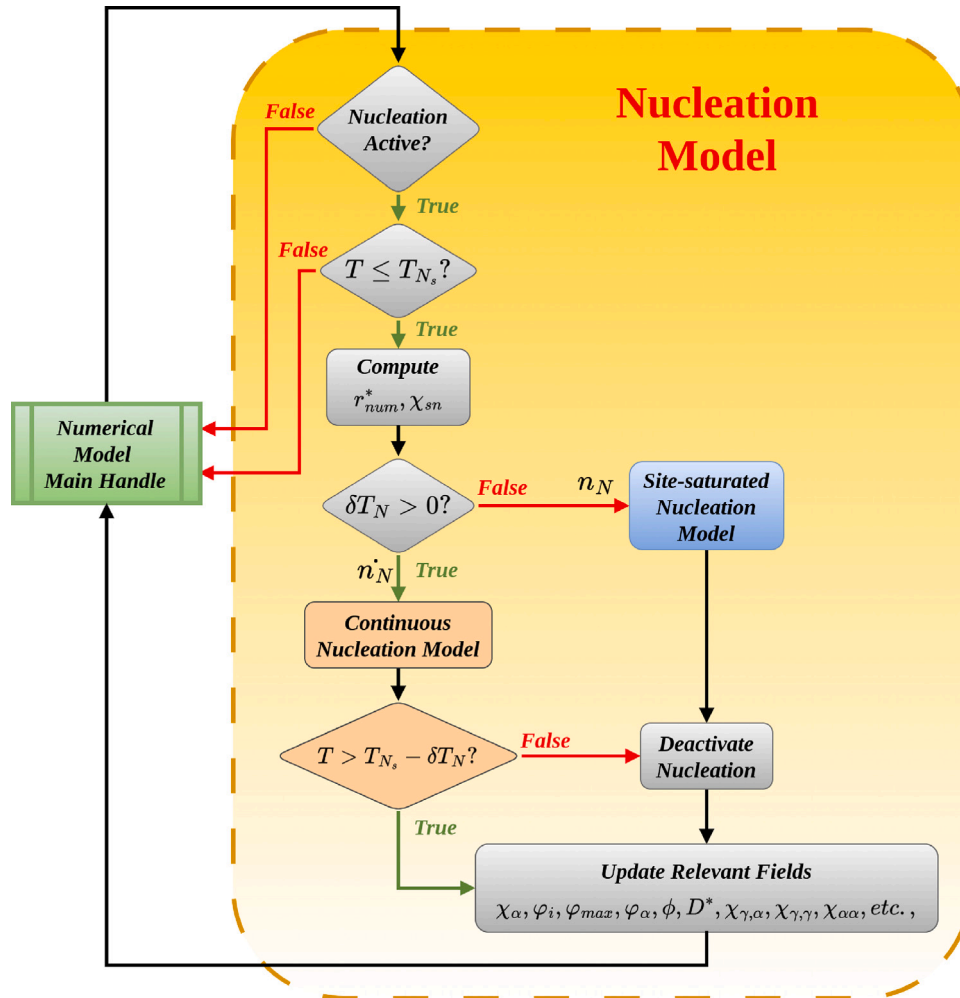 Nucleation
Model
False
Nucleation
Active?
True
False
T ≤ T_{N_s}?
True
Compute
r^*_{num}, χ_{sn}
Numerical
Model
Main Handle
δT_N > 0?
False
n_N
Site-saturated
Nucleation
Model
ṅ_N
True
Continuous
Nucleation Model
T > T_{N_s} − δT_N?
False
Deactivate
Nucleation
True
Update Relevant Fields
χ_α, φ_i, φ_{max}, φ_α, ϕ, D^*, χ_{γ,α}, χ_{γ,γ}, χ_{αα}, etc.,